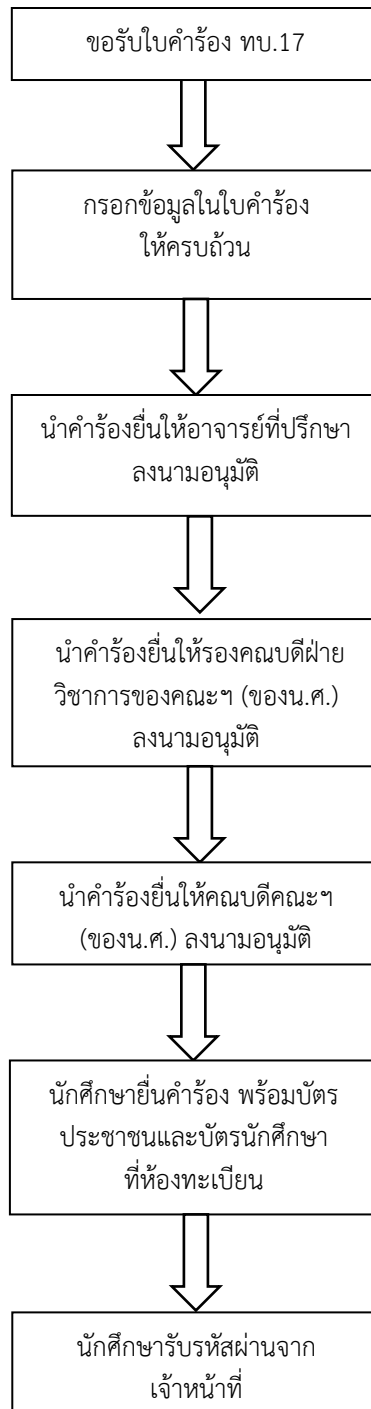 ขอรับใบคำร้อง ทบ.17
กรอกข้อมูลในใบคำร้อง
ให้ครบถ้วน
นำคำร้องยื่นให้อาจารย์ที่ปรึกษา
ลงนามอนุมัติ
นำคำร้องยื่นให้รองคณบดีฝ่าย
วิชาการของคณะฯ (ของน.ศ.)
ลงนามอนุมัติ
นำคำร้องยื่นให้คณบดีคณะฯ
(ของน.ศ.) ลงนามอนุมัติ
นักศึกษายื่นคำร้อง พร้อมบัตร
ประชาชนและบัตรนักศึกษา
ที่ห้องทะเบียน
นักศึกษารับรหัสผ่านจาก
เจ้าหน้าที่